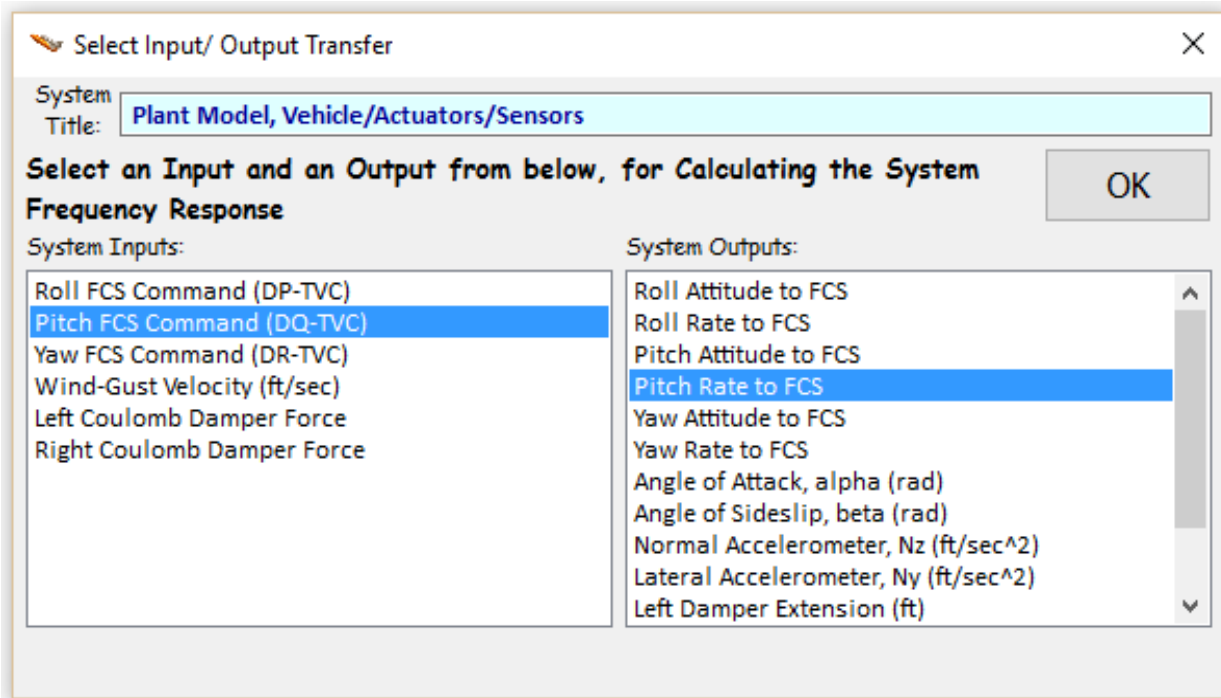 Select Input/ Output Transfer
System
Title:
Plant Model, Vehicle/Actuators/Sensors
Select an Input and an Output from below, for Calculating the System
Frequency Response
OK
System Inputs:
Roll FCS Command (DP-TVC)
Pitch FCS Command (DQ-TVC)
Yaw FCS Command (DR-TVC)
Wind-Gust Velocity (ft/sec)
Left Coulomb Damper Force
Right Coulomb Damper Force
System Outputs:
Roll Attitude to FCS
Roll Rate to FCS
Pitch Attitude to FCS
Pitch Rate to FCS
Yaw Attitude to FCS
Yaw Rate to FCS
Angle of Attack, alpha (rad)
Angle of Sideslip, beta (rad)
Normal Accelerometer, Nz (ft/sec^2)
Lateral Accelerometer, Ny (ft/sec^2)
Left Damper Extension (ft)